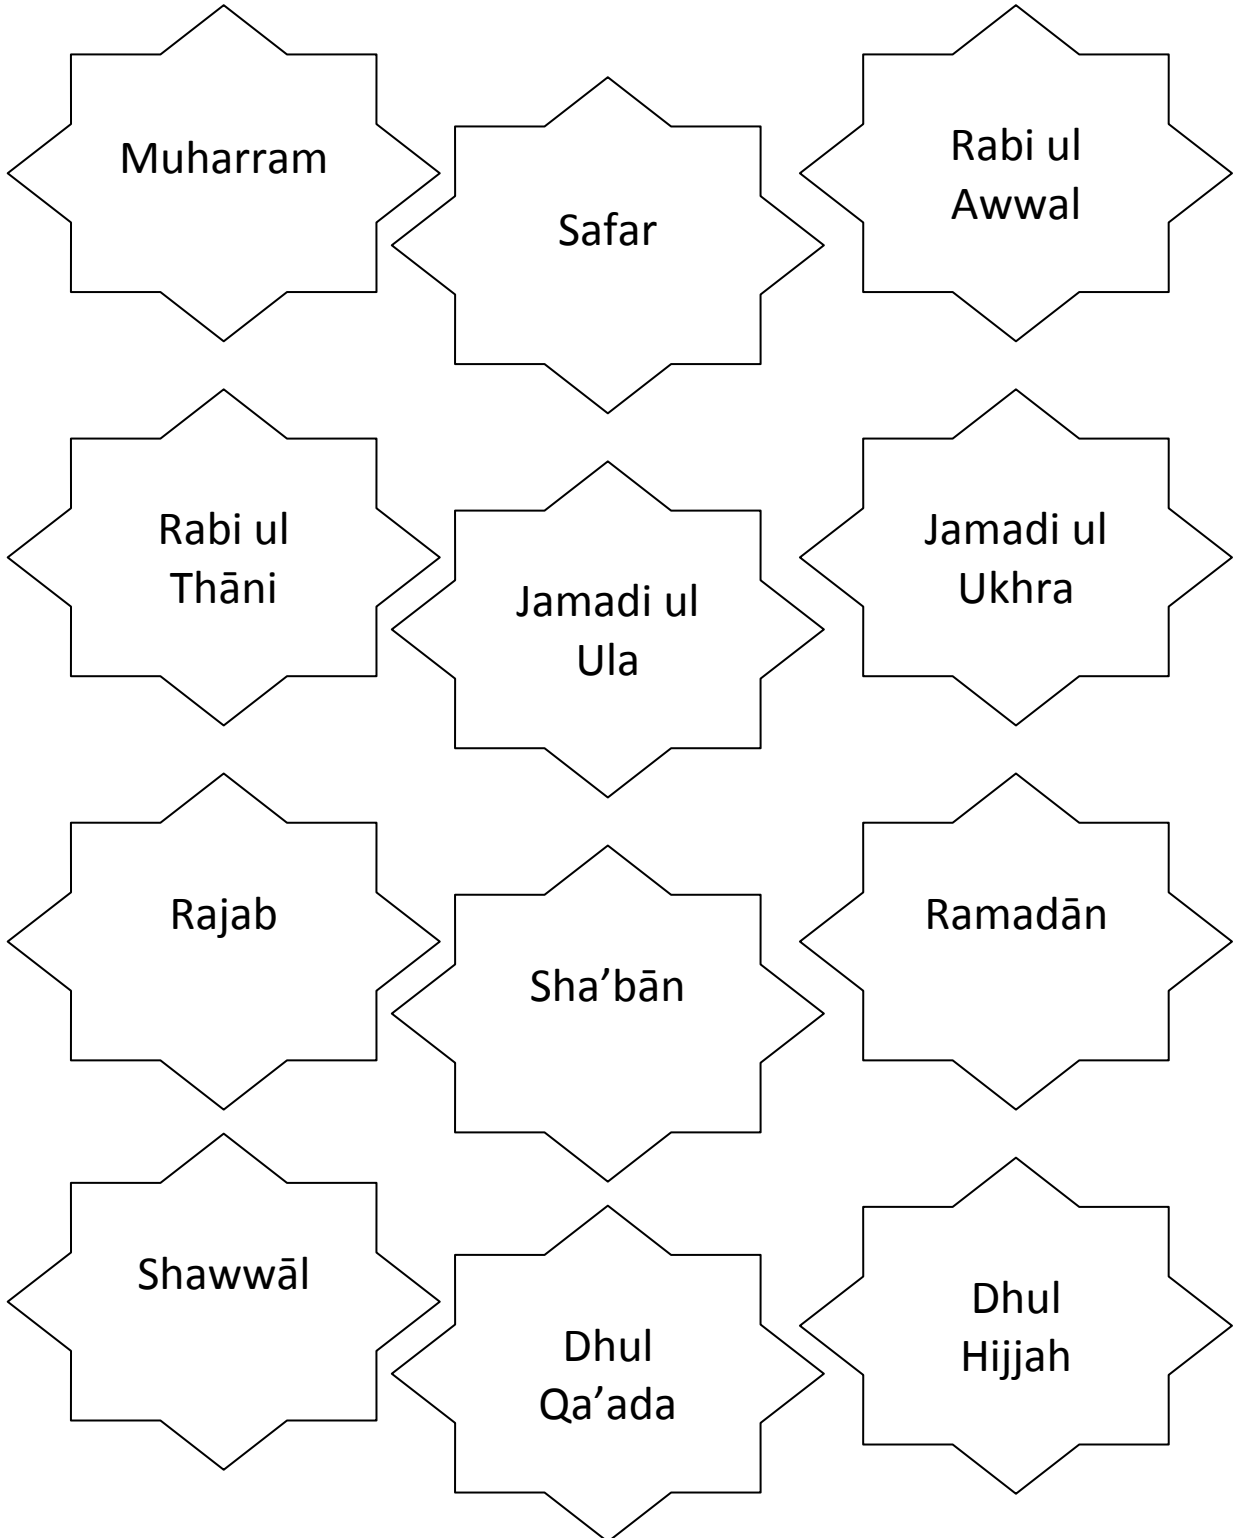 Muharram
Safar
Rabi ul
Awwal
Rabi ul
Thāni
Jamadi ul
Ula
Jamadi ul
Ukhra
Rajab
Sha’bān
Ramadān
Shawwāl
Dhul
Qa’ada
Dhul
Hijjah